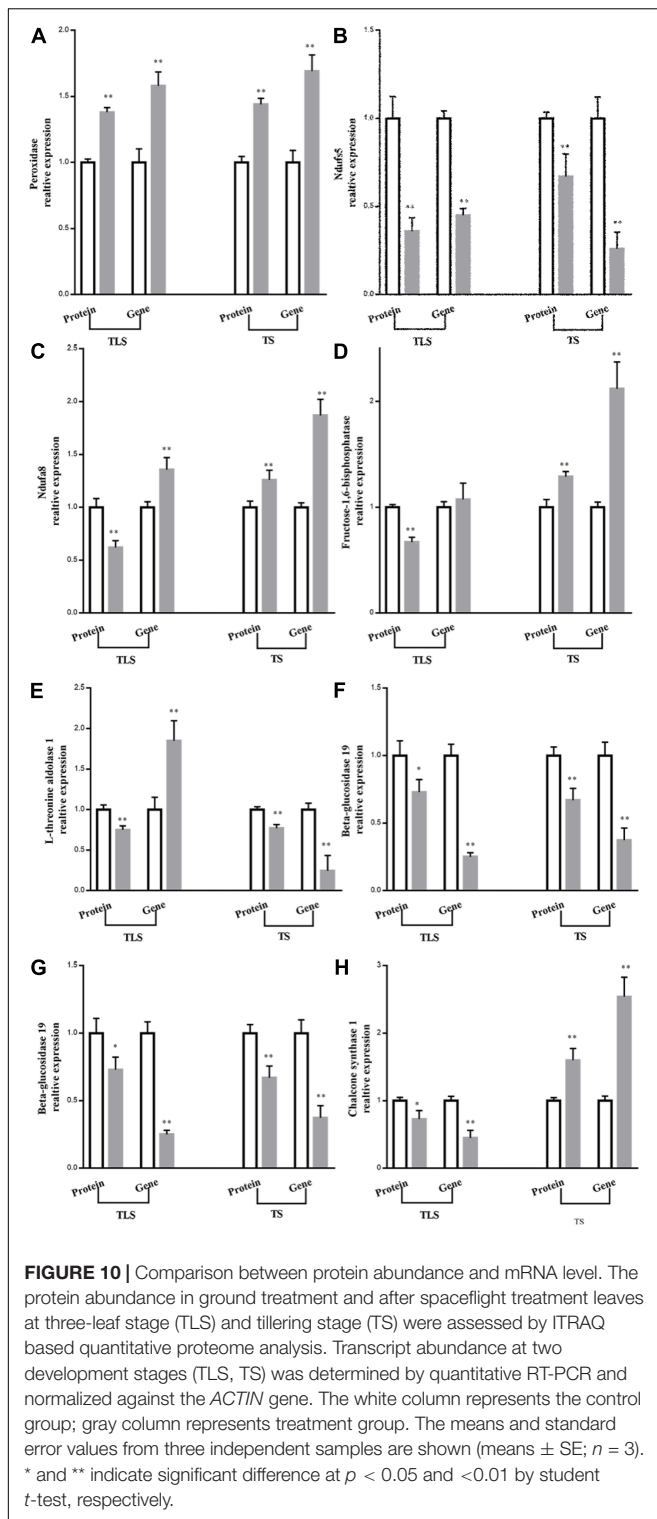 A
B
Peroxidase
realtive expression
2.0
1.5
1.0
0.5
0.0
** ** ** **
Protein Gene Protein Gene
TLS TS
Ndufs5
realtive expression
1.5
1.0
0.5
0.0
** ** ** **
Protein Gene Protein Gene
TLS TS
C
D
Ndufa8
realtive expression
2.5
2.0
1.5
1.0
0.5
0.0
** ** ** **
Protein Gene Protein Gene
TLS TS
Fructose-1,6-bisphosptatase
realtive expression
2
1
0
** ** **
Protein Gene Protein Gene
TLS TS
E
F
L-threonine aldolase 1
realtive expression
2.5
2.0
1.5
1.0
0.5
0.0
** ** ** **
Protein Gene Protein Gene
TLS TS
Beta-glucosidase 19
realtive expression
1.5
1.0
0.5
0.0
* ** ** **
Protein Gene Protein Gene
TLS TS
G
H
Beta-glucosidase 19
realtive expression
1.5
1.0
0.5
0.0
* ** ** **
Protein Gene Protein Gene
TLS TS
Chalcone synthase 1
realtive expression
3
2
1
0
* ** ** **
Protein Gene Protein Gene
TLS TS
FIGURE 10 | Comparison between protein abundance and mRNA level. The
protein abundance in ground treatment and after spaceflight treatment leaves
at three-leaf stage (TLS) and tillering stage (TS) were assessed by ITRAQ
based quantitative proteome analysis. Transcript abundance at two
development stages (TLS, TS) was determined by quantitative RT-PCR and
normalized against the ACTIN gene. The white column represents the control
group; gray column represents treatment group. The means and standard
error values from three independent samples are shown (means ± SE; n = 3).
* and ** indicate significant difference at p < 0.05 and <0.01 by student
t-test, respectively.